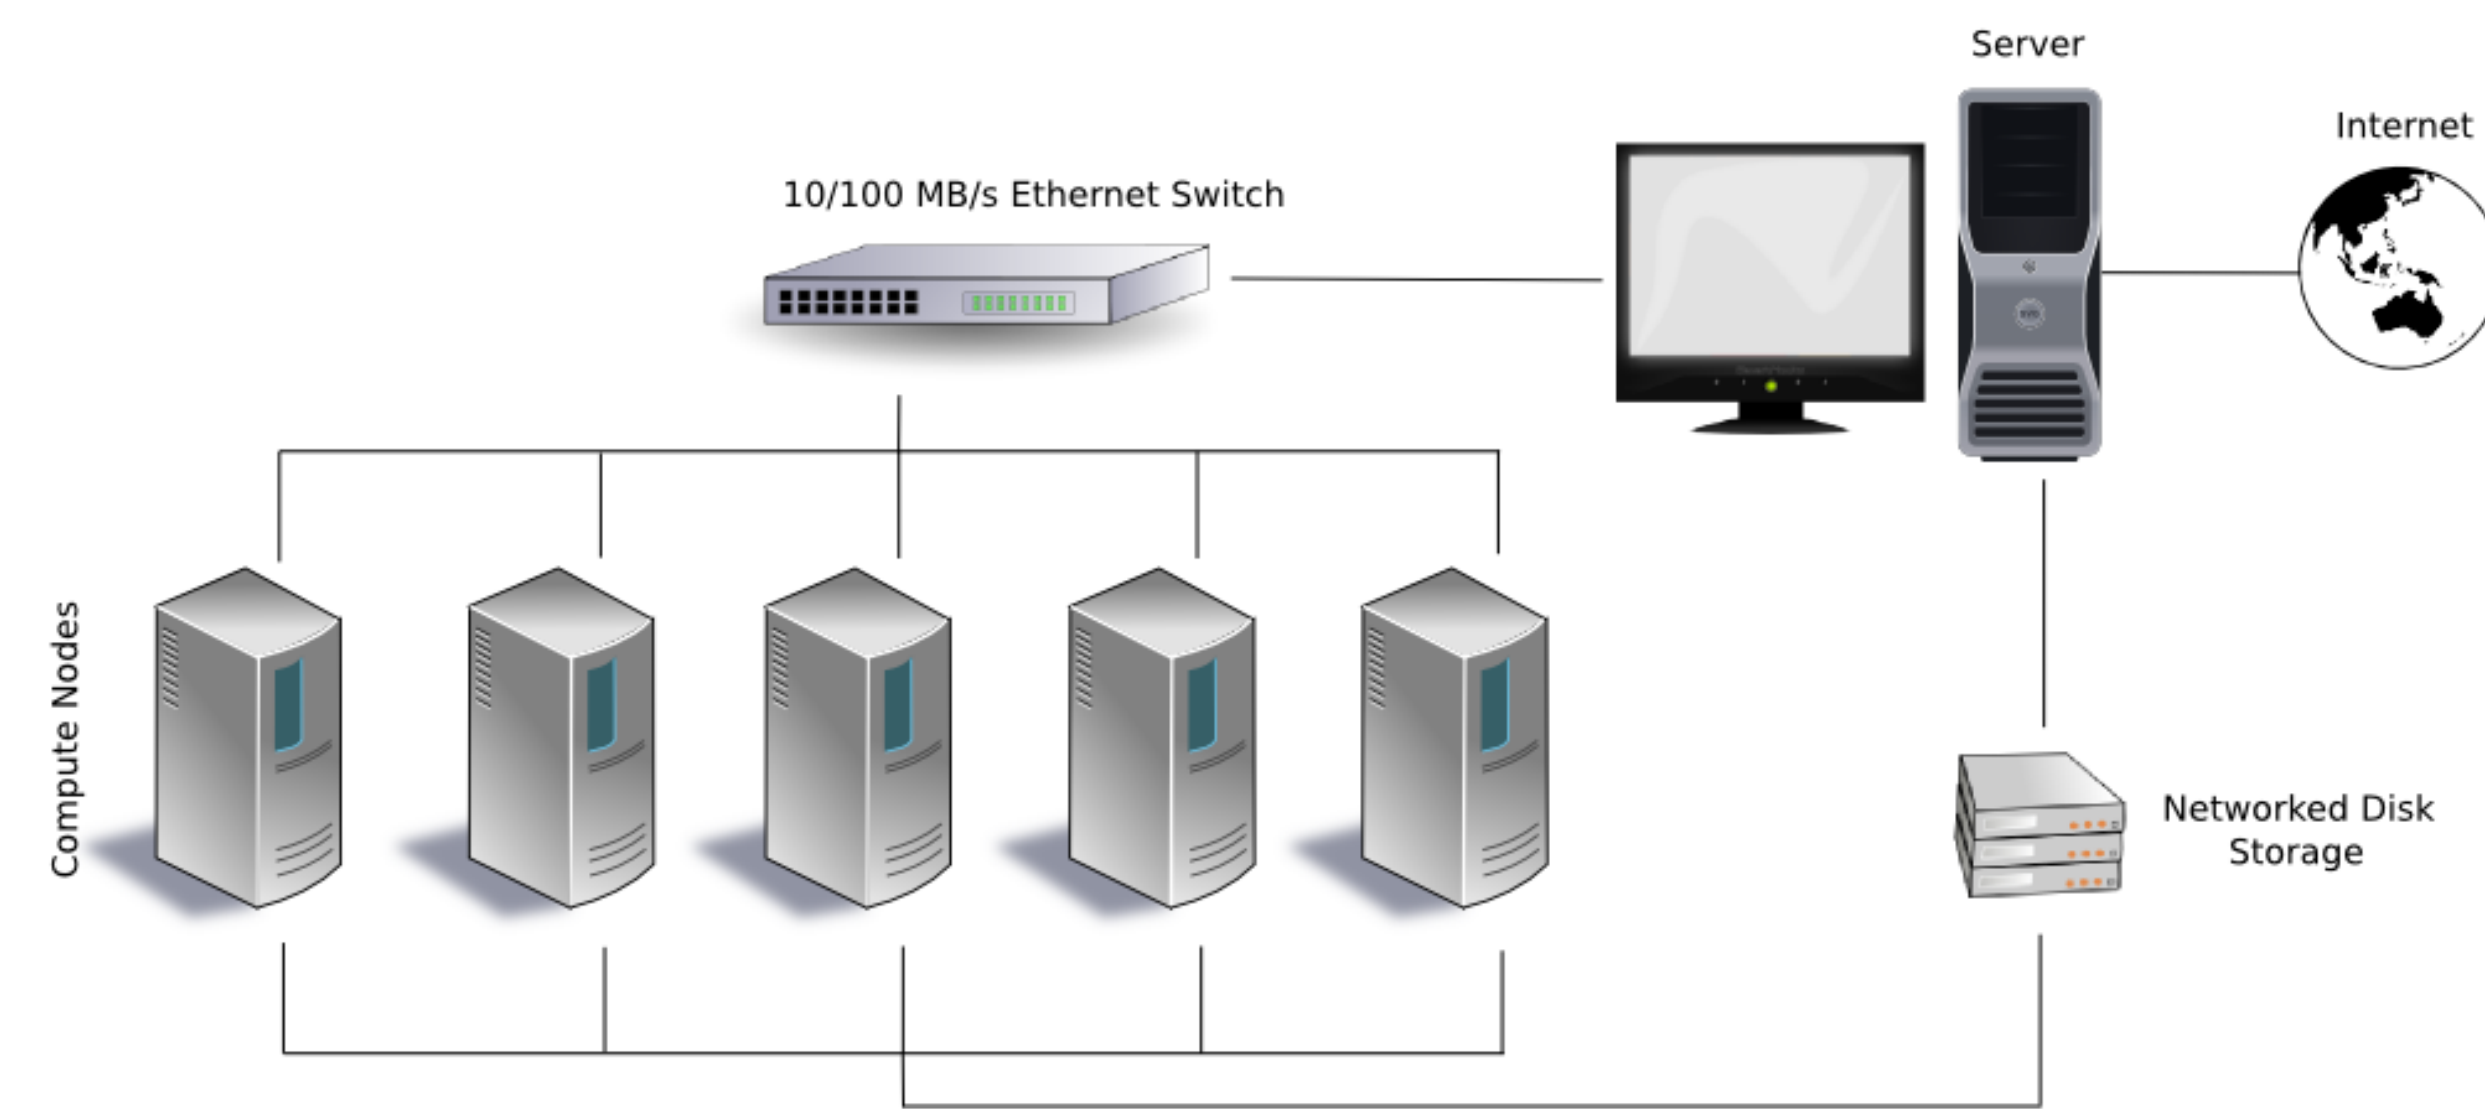 Server
Internet
10/100 MB/s Ethernet Switch
Compute Nodes
Networked Disk
Storage